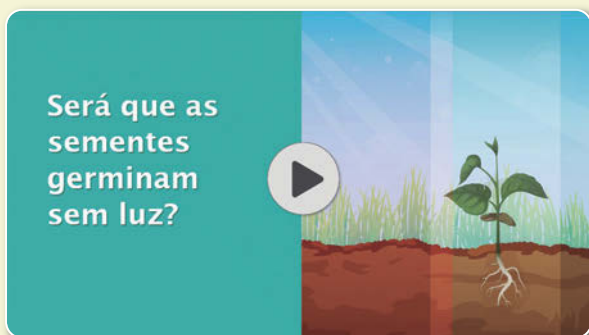 Será que as
sementes
germinam
sem luz?